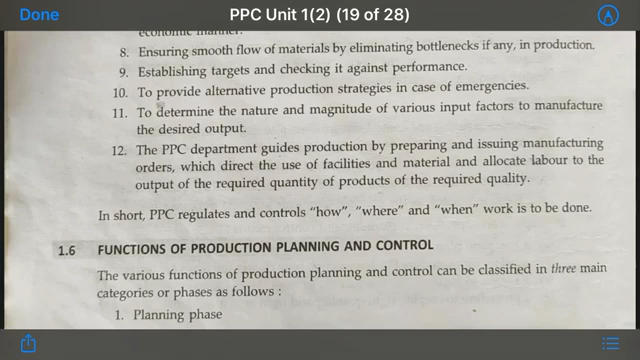 Done
PPC Unit 1(2) (19 of 28)
economic manner.
8. Ensuring smooth flow of materials by eliminating bottlenecks if any, in production.
9. Establishing targets and checking it against performance.
10. To provide alternative production strategies in case of emergencies.
11. To determine the nature and magnitude of various input factors to manufacture
the desired output.
12. The PPC department guides production by preparing and issuing manufacturing
orders, which direct the use of facilities and material and allocate labour to the
output of the required quantity of products of the required quality.
In short, PPC regulates and controls "how", "where" and "when" work is to be done.
1.6 FUNCTIONS OF PRODUCTION PLANNING AND CONTROL
The various functions of production planning and control can be classified in three main
categories or phases as follows :
1. Planning phase